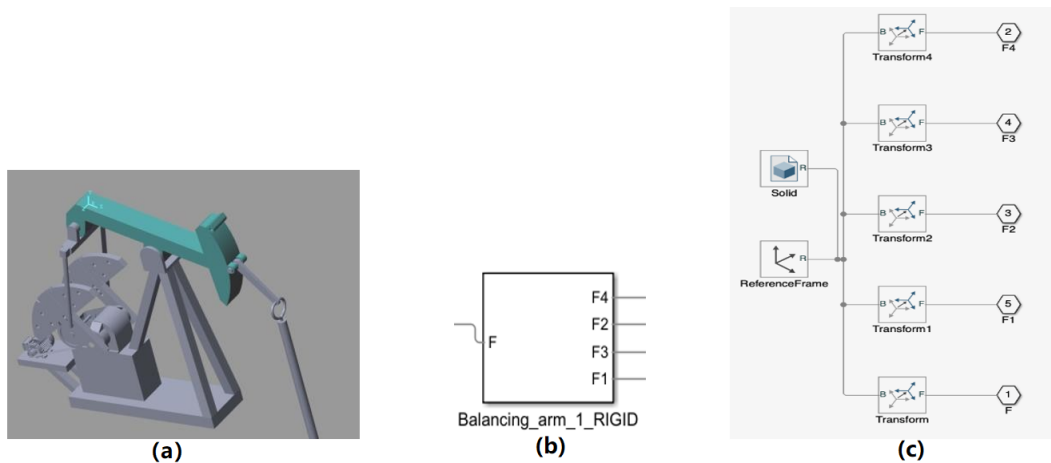 (a)
F4
F2
F
F3
F1
Balancing_arm_1_RIGID
(b)
B F
Transform4
2
F4
B F
Transform3
4
F3
R
Solid
B F
Transform2
3
F2
R
ReferenceFrame
B F
Transform1
5
F1
B F
Transform
1
F
(c)